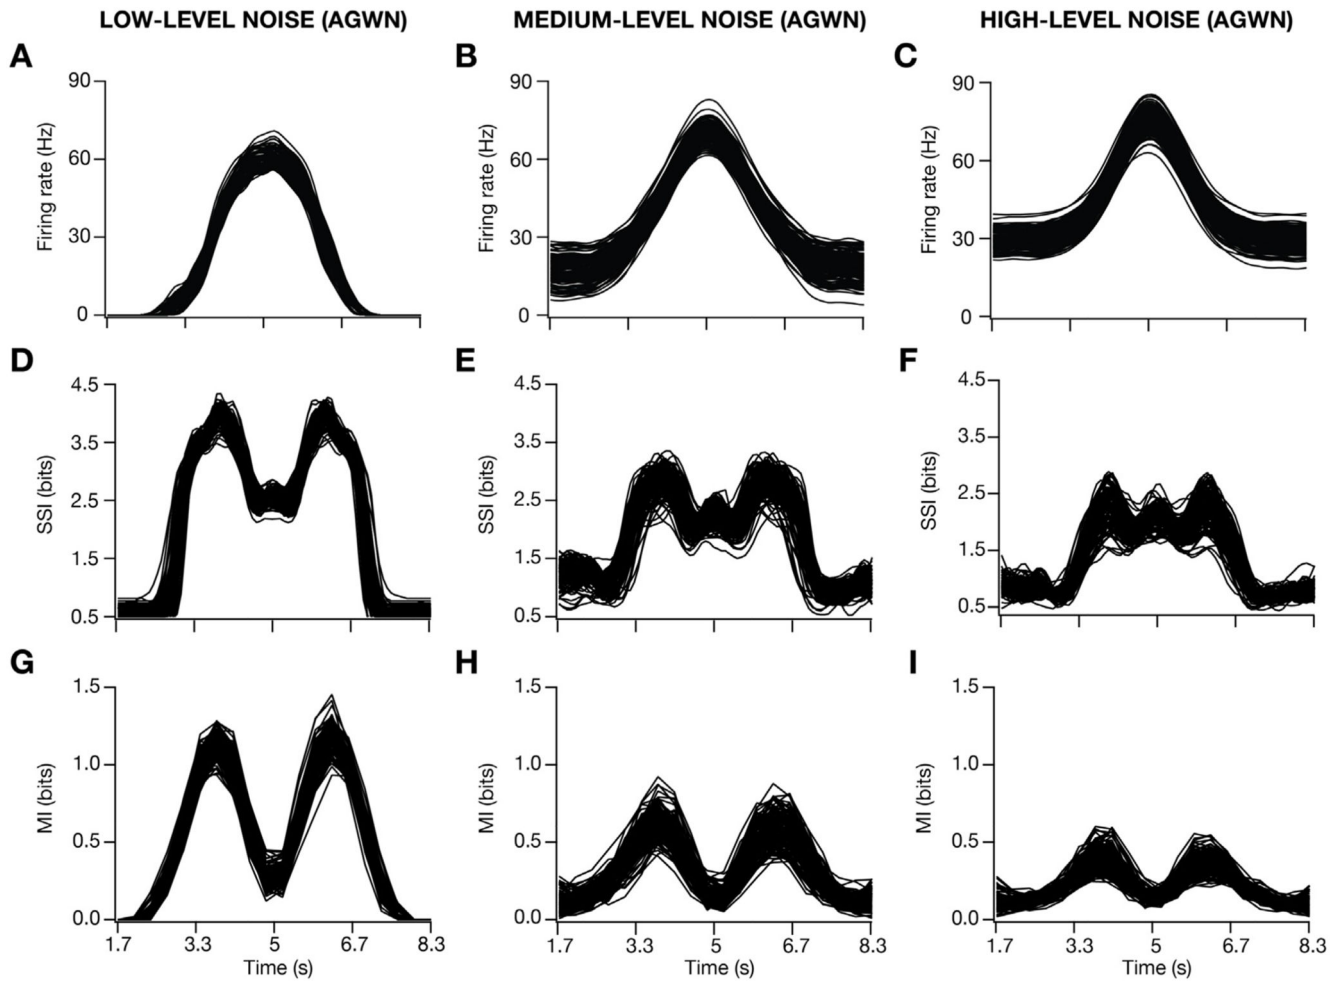 LOW-LEVEL NOISE (AGWN)
MEDIUM-LEVEL NOISE (AGWN)
HIGH-LEVEL NOISE (AGWN)
A
90
60
30
0
Firing rate (Hz)
B
90
60
30
0
Firing rate (Hz)
C
90
60
30
0
Firing rate (Hz)
D
4.5
3.5
2.5
1.5
0.5
SSI (bits)
E
4.5
3.5
2.5
1.5
0.5
SSI (bits)
F
4.5
3.5
2.5
1.5
0.5
SSI (bits)
G
1.5
1.0
0.5
0.0
MI (bits)
1.7 3.3 5 6.7 8.3
Time (s)
H
1.5
1.0
0.5
0.0
MI (bits)
1.7 3.3 5 6.7 8.3
Time (s)
I
1.5
1.0
0.5
0.0
MI (bits)
1.7 3.3 5 6.7 8.3
Time (s)